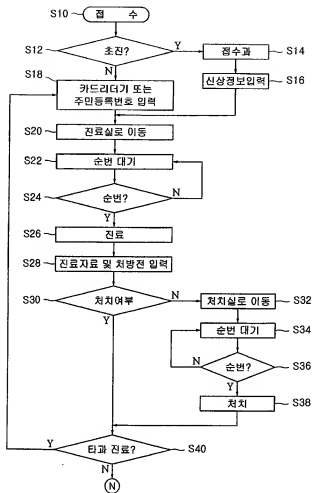 S10 접 수
S12 초진? Y 접수과 S14
N
S18 신상정보입력 S16
카드리더기 또는
주민등록번호 입력
S20 진료실로 이동
S22 순번 대기
S24 순번? N
Y
S26 진료
S28 진료자료 및 처방전 입력
S30 처치여부 N 처치실로 이동 S32
Y
순번 대기 S34
N 순번? S36
Y
처치 S38
Y 타과 진료? S40
N
N